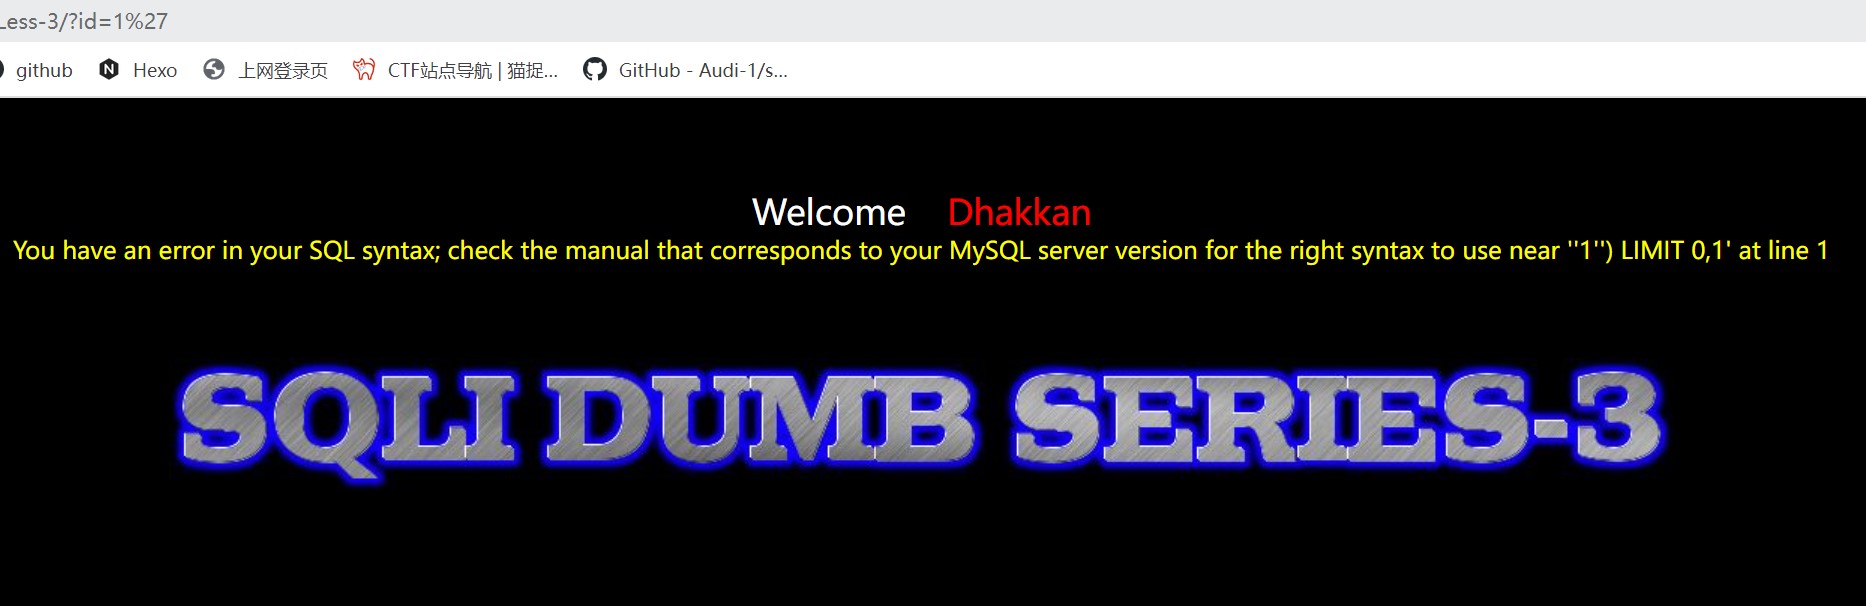 Less-3/?id=1%27
github Hexo 上网登录页 CTF站点导航 | 猫捉... GitHub - Audi-1/s...
Welcome Dhakkan
You have an error in your SQL syntax; check the manual that corresponds to your MySQL server version for the right syntax to use near ''1'') LIMIT 0,1' at line 1
SQLI DUMB SERIES-3